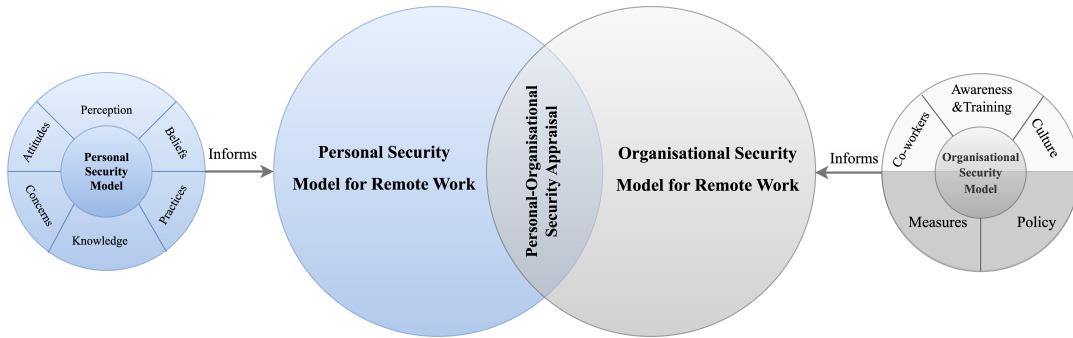 Perception
Attitudes
Beliefs
Personal
Security
Model
Concerns
Practices
Knowledge
Informs
Personal Security
Model for Remote Work
Personal-Organisational
Security Appraisal
Organisational Security
Model for Remote Work
Informs
Awareness
&Training
Co-workers
Culture
Organisational
Security
Model
Measures
Policy